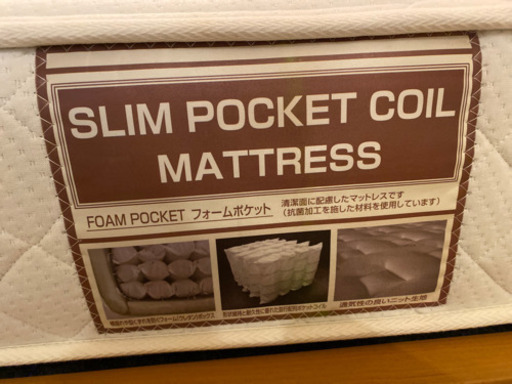 SLIM POCKET COIL
MATTRESS
FOAM POCKET フォームポケット
清潔面に配慮したマットレスです
（抗菌加工を施した材料を使用しています）
通気性の良いニット生地